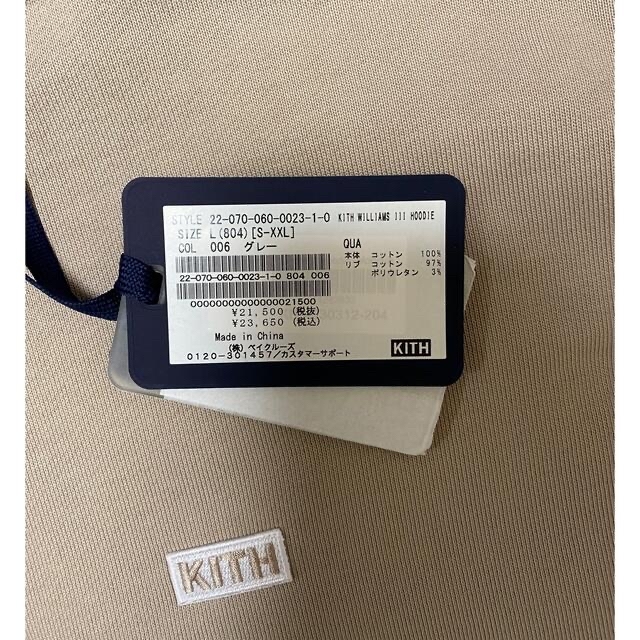 STYLE 22-070-060-0023-1-0 KITH WILLIAMS III HOODIE
SIZE L(804)[S-XXL]
COL 006 グレー
QUA
本体 コットン 100%
リブ コットン 97%
ポリウレタン 3%
22-070-060-0023-1-0 804 006
00000000000000021500
¥21,500 (税抜)
¥23,650 (税込)
30312-204
Made in China
(株) ベイクルーズ
0120-301457/カスタマーサポート
KITH
KITH